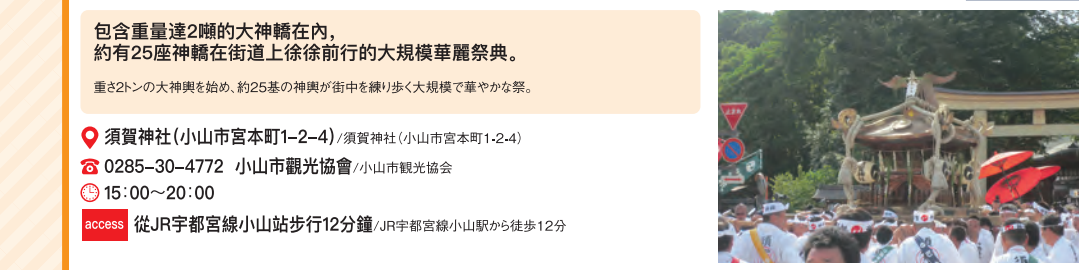 包含重量達2噸的大神轎在內，
約有25座神轎在街道上徐徐前行的大規模華麗祭典。
重さ2トンの大神輿を始め、約25基の神輿が街中を練り歩く大規模で華やかな祭。
須賀神社（小山市宮本町1−2−4）/須賀神社（小山市宮本町1-2-4）
0285−30−4772 小山市觀光協會/小山市観光協会
15：00～20：00
access 從JR宇都宮線小山站步行12分鐘/JR宇都宮線小山駅から徒歩12分